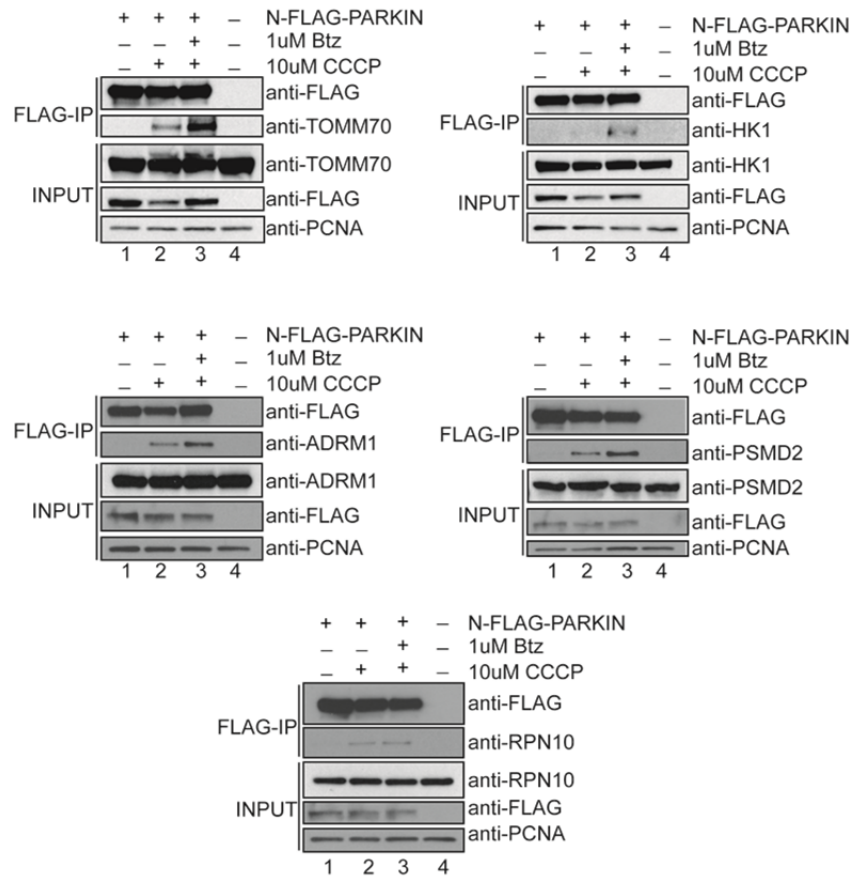 + + + – N-FLAG-PARKIN
– – + – 1uM Btz
– + + – 10uM CCCP
FLAG-IP
anti-FLAG
anti-TOMM70
INPUT
anti-TOMM70
anti-FLAG
anti-PCNA
1 2 3 4
+ + + – N-FLAG-PARKIN
– – + – 1uM Btz
– + + – 10uM CCCP
FLAG-IP
anti-FLAG
anti-HK1
INPUT
anti-HK1
anti-FLAG
anti-PCNA
1 2 3 4
+ + + – N-FLAG-PARKIN
– – + – 1uM Btz
– + + – 10uM CCCP
FLAG-IP
anti-FLAG
anti-ADRM1
INPUT
anti-ADRM1
anti-FLAG
anti-PCNA
1 2 3 4
+ + + – N-FLAG-PARKIN
– – + – 1uM Btz
– + + – 10uM CCCP
FLAG-IP
anti-FLAG
anti-PSMD2
INPUT
anti-PSMD2
anti-FLAG
anti-PCNA
1 2 3 4
+ + + – N-FLAG-PARKIN
– – + – 1uM Btz
– + + – 10uM CCCP
FLAG-IP
anti-FLAG
anti-RPN10
INPUT
anti-RPN10
anti-FLAG
anti-PCNA
1 2 3 4